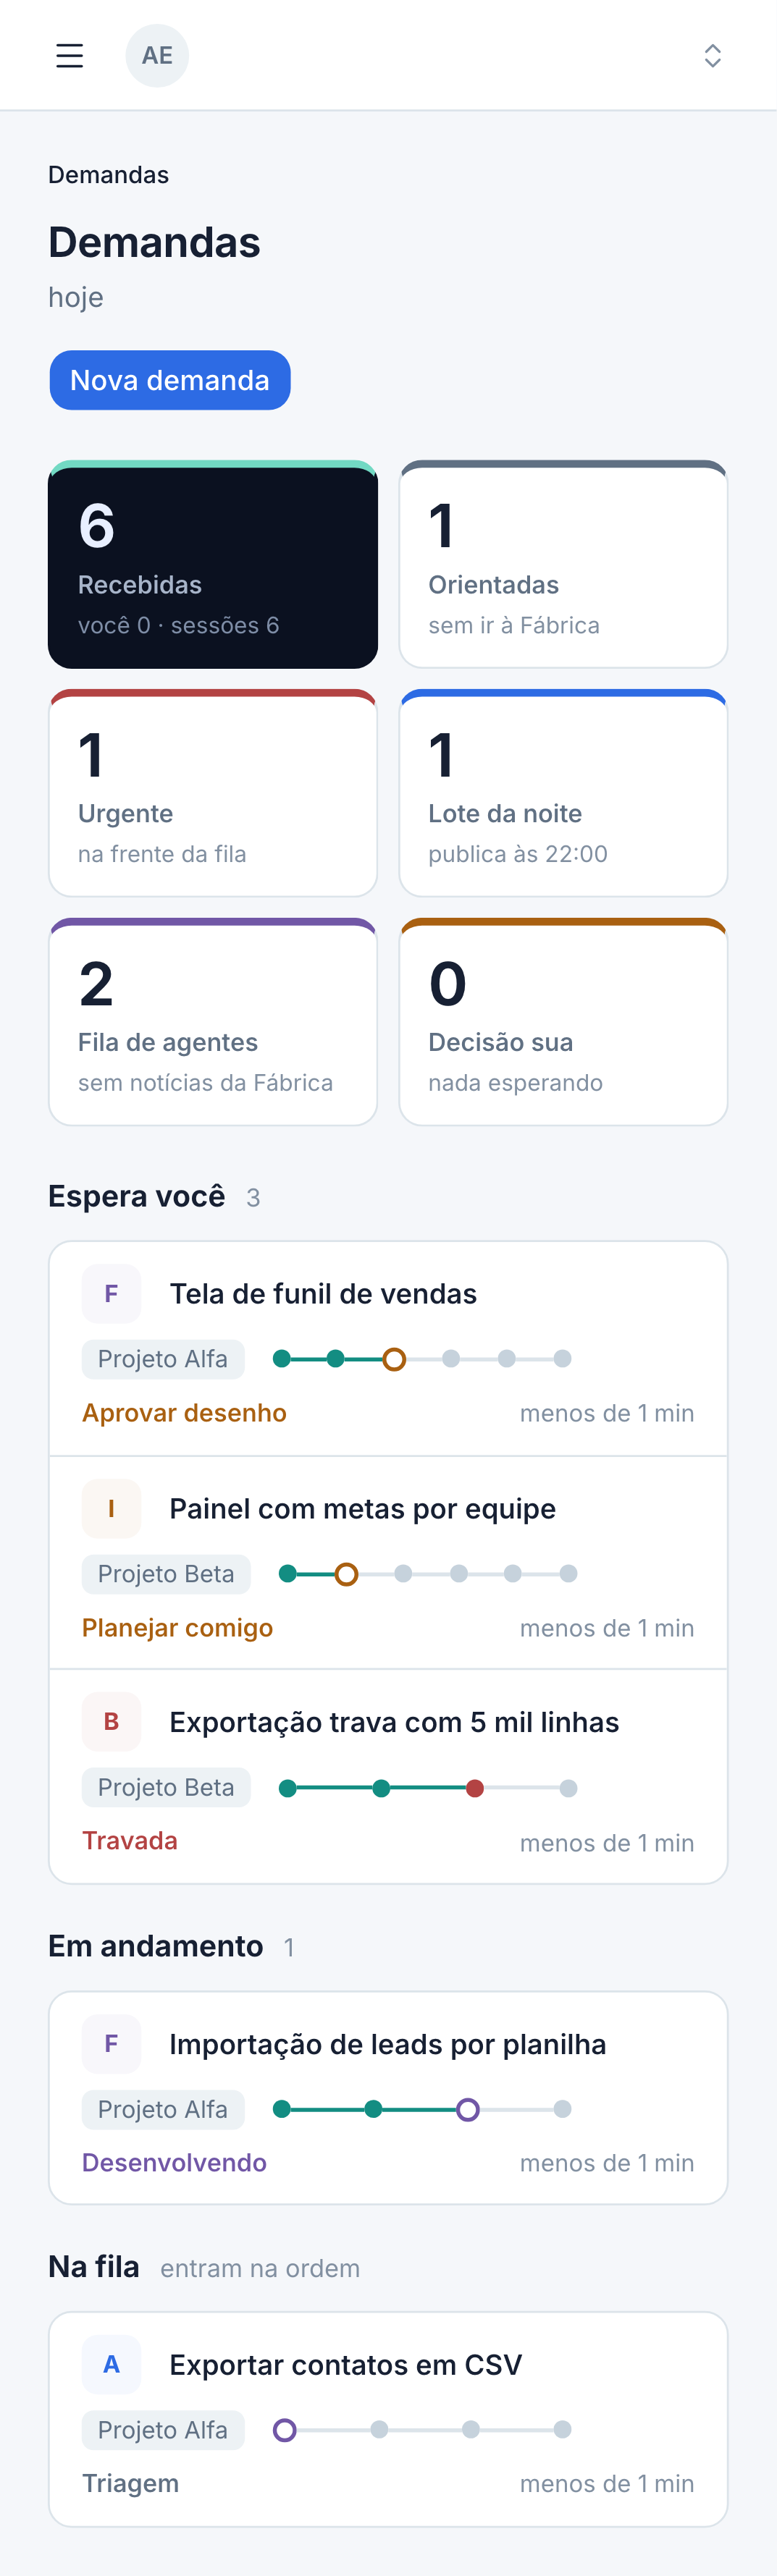 AE
Demandas
Demandas
hoje
Nova demanda
6
Recebidas
você 0 · sessões 6
1
Orientadas
sem ir à Fábrica
1
Urgente
na frente da fila
1
Lote da noite
publica às 22:00
2
Fila de agentes
sem notícias da Fábrica
0
Decisão sua
nada esperando
Espera você 3
F Tela de funil de vendas
Projeto Alfa
Aprovar desenho menos de 1 min
I Painel com metas por equipe
Projeto Beta
Planejar comigo menos de 1 min
B Exportação trava com 5 mil linhas
Projeto Beta
Travada menos de 1 min
Em andamento 1
F Importação de leads por planilha
Projeto Alfa
Desenvolvendo menos de 1 min
Na fila entram na ordem
A Exportar contatos em CSV
Projeto Alfa
Triagem menos de 1 min